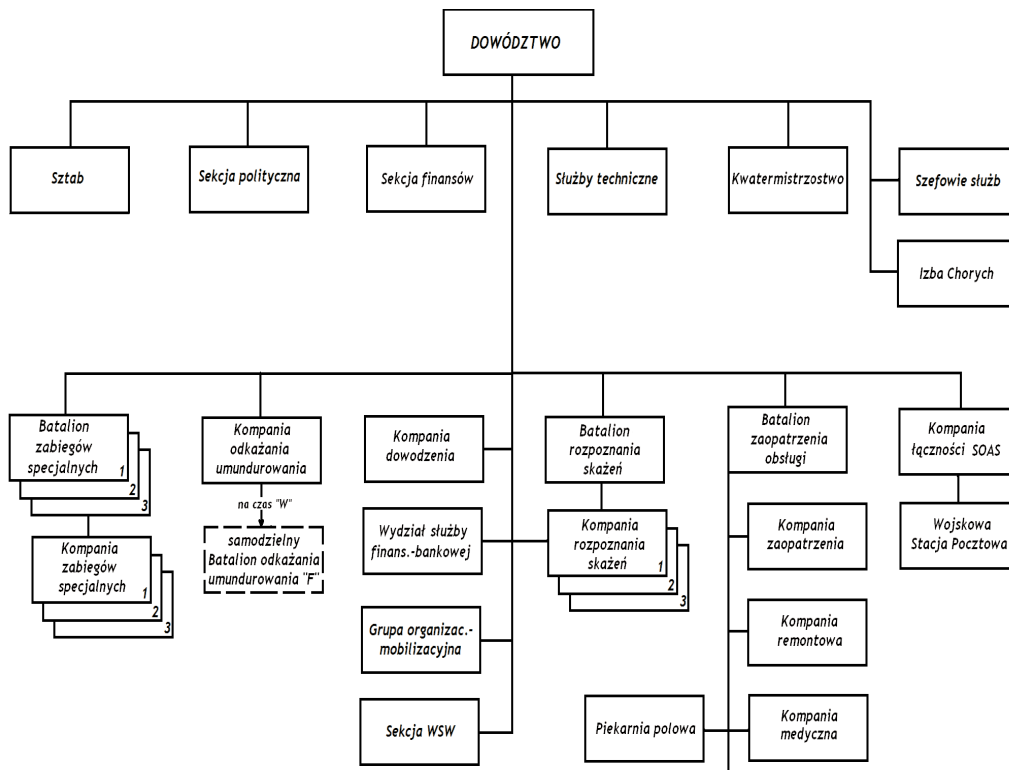 DOWÓDZTWO
Sztab
Sekcja polityczna
Sekcja finansów
Służby techniczne
Kwatermistrzostwo
Szefowie służb
Izba Chorych
Batalion
zabiegów
specjalnych
1
2
3
Kompania
zabiegów
specjalnych
1
2
3
Kompania
odkażania
umundurowania
na czas "W"
samodzielny
Batalion odkażania
umundurowania "F"
Kompania
dowodzenia
Wydział służby
finans.-bankowej
Grupa organizac.-
mobilizacyjna
Sekcja WSW
Batalion
rozpoznania
skażeń
Kompania
rozpoznania
skażeń
1
2
3
Batalion
zaopatrzenia
obsługi
Kompania
zaopatrzenia
Kompania
remontowa
Piekarnia polowa
Kompania
medyczna
Kompania
łączności SOAS
Wojskowa
Stacja Pocztowa